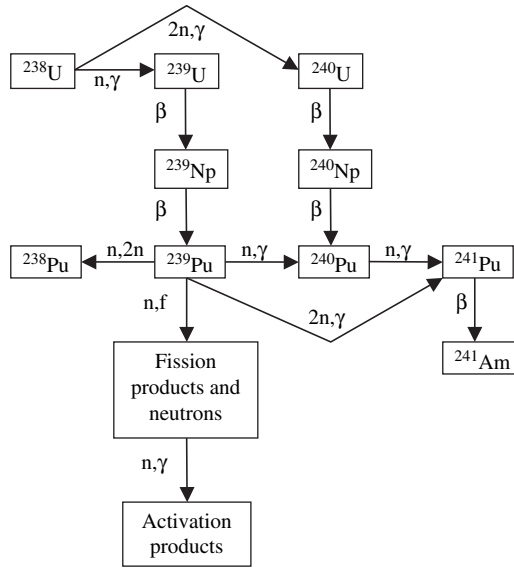 2n,γ
²³⁸U
²³⁹U
²⁴⁰U
n,γ
β
β
²³⁹Np
²⁴⁰Np
β
β
²³⁸Pu
n,2n
²³⁹Pu
n,γ
²⁴⁰Pu
n,γ
²⁴¹Pu
n,f
2n,γ
β
²⁴¹Am
Fission
products and
neutrons
n,γ
Activation
products